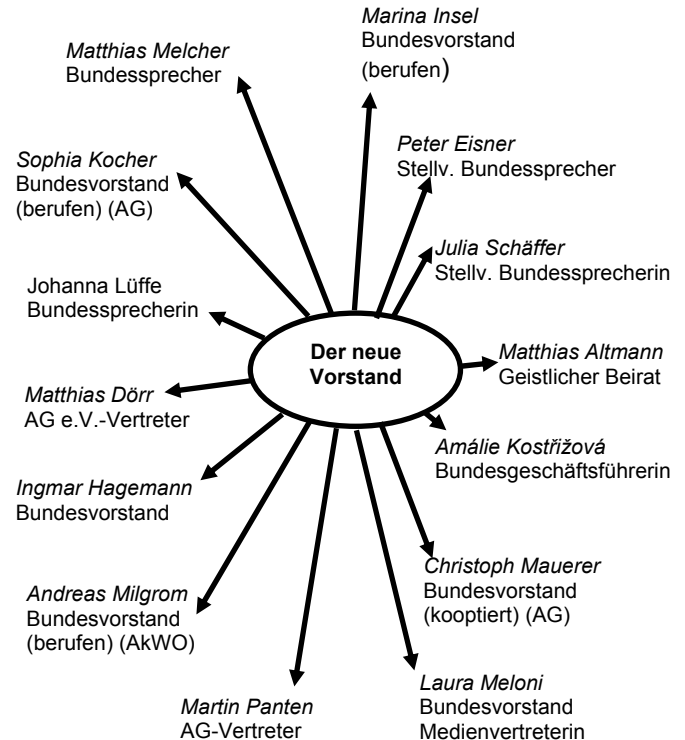 Marina Insel
Bundesvorstand
(berufen)
Matthias Melcher
Bundessprecher
Peter Eisner
Stellv. Bundessprecher
Sophia Kocher
Bundesvorstand
(berufen) (AG)
Julia Schäffer
Stellv. Bundessprecherin
Johanna Lüffe
Bundessprecherin
Der neue
Vorstand
Matthias Altmann
Geistlicher Beirat
Matthias Dörr
AG e.V.-Vertreter
Amálie Kostřižová
Bundesgeschäftsführerin
Ingmar Hagemann
Bundesvorstand
Christoph Mauerer
Bundesvorstand
(kooptiert) (AG)
Andreas Milgrom
Bundesvorstand
(berufen) (AkWO)
Laura Meloni
Bundesvorstand
Medienvertreterin
Martin Panten
AG-Vertreter